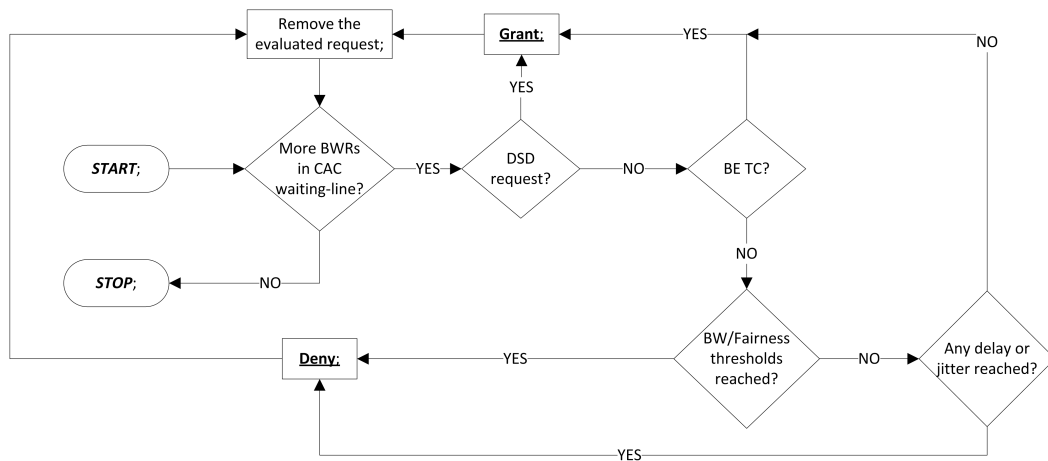 Remove the
evaluated request;
Grant;
YES
NO
YES
START;
More BWRs
in CAC
waiting-line?
YES
DSD
request?
NO
BE TC?
STOP;
NO
NO
Deny;
YES
BW/Fairness
thresholds
reached?
NO
Any delay or
jitter reached?
YES